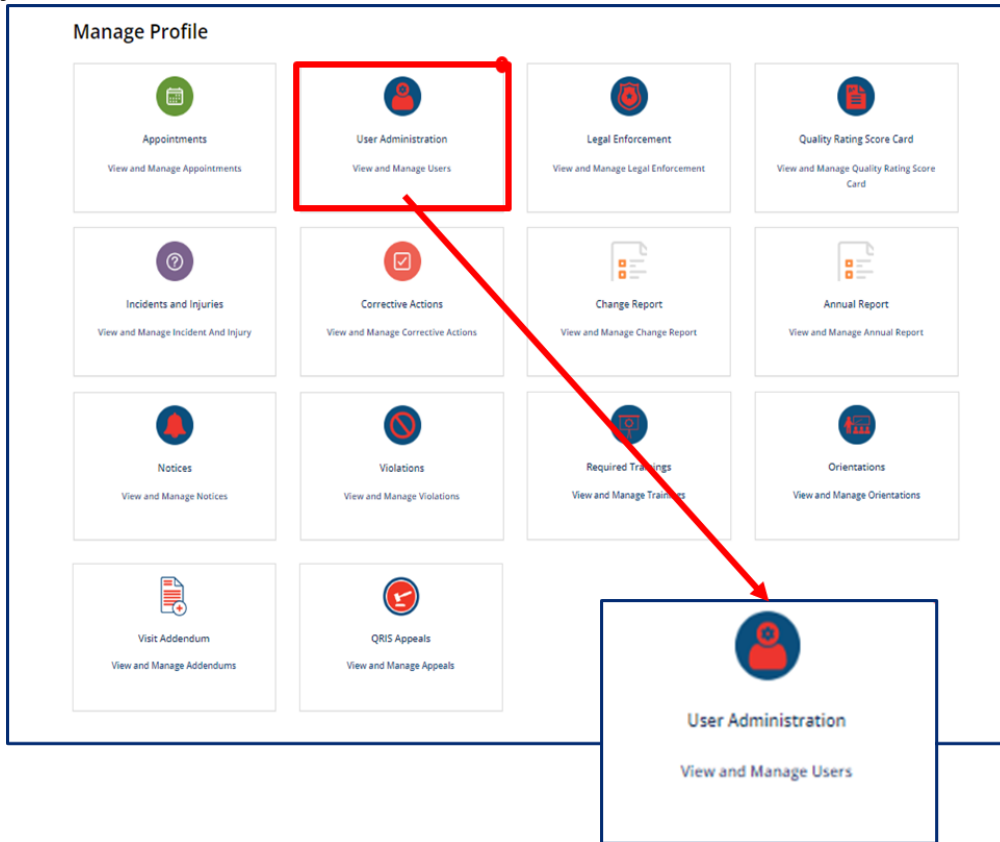 Manage Profile
Appointments
View and Manage Appointments
User Administration
View and Manage Users
Legal Enforcement
View and Manage Legal Enforcement
Quality Rating Score Card
View and Manage Quality Rating Score
Card
Incidents and Injuries
View and Manage Incident And Injury
Corrective Actions
View and Manage Corrective Actions
Change Report
View and Manage Change Report
Annual Report
View and Manage Annual Report
Notices
View and Manage Notices
Violations
View and Manage Violations
Required Trainings
View and Manage Trainings
Orientations
View and Manage Orientations
Visit Addendum
View and Manage Addendums
QRIS Appeals
View and Manage Appeals
User Administration
View and Manage Users